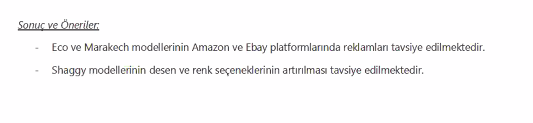 Sonuç ve Öneriler;
- Eco ve Marakech modellerinin Amazon ve Ebay platformlarında reklamları tavsiye edilmektedir.
- Shaggy modellerinin desen ve renk seçeneklerinin artırılması tavsiye edilmektedir.